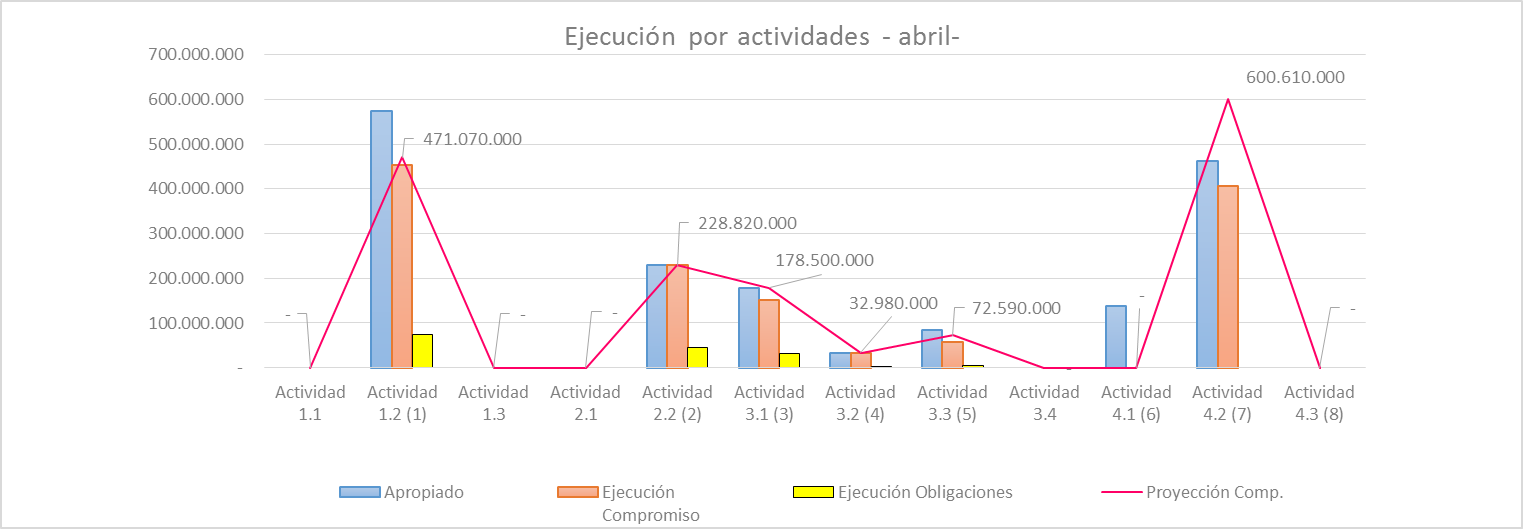 Ejecución por actividades - abril-
700.000.000
600.000.000
500.000.000
400.000.000
300.000.000
200.000.000
100.000.000
-
-
471.070.000
-
-
228.820.000
178.500.000
32.980.000
72.590.000
-
-
600.610.000
-
Actividad
1.1
Actividad
1.2 (1)
Actividad
1.3
Actividad
2.1
Actividad
2.2 (2)
Actividad
3.1 (3)
Actividad
3.2 (4)
Actividad
3.3 (5)
Actividad
3.4
Actividad
4.1 (6)
Actividad
4.2 (7)
Actividad
4.3 (8)
Apropiado
Ejecución
Compromiso
Ejecución Obligaciones
Proyección Comp.